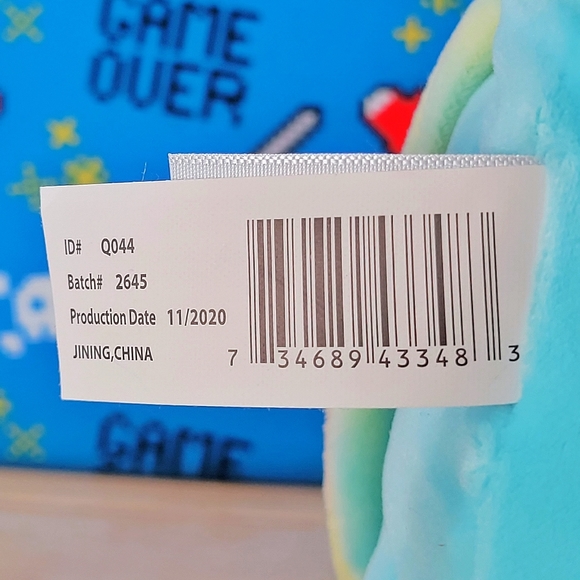 GAME
OVER
ID# Q044
Batch# 2645
Production Date 11/2020
JINING,CHINA
7 34689 43348 3
GAME